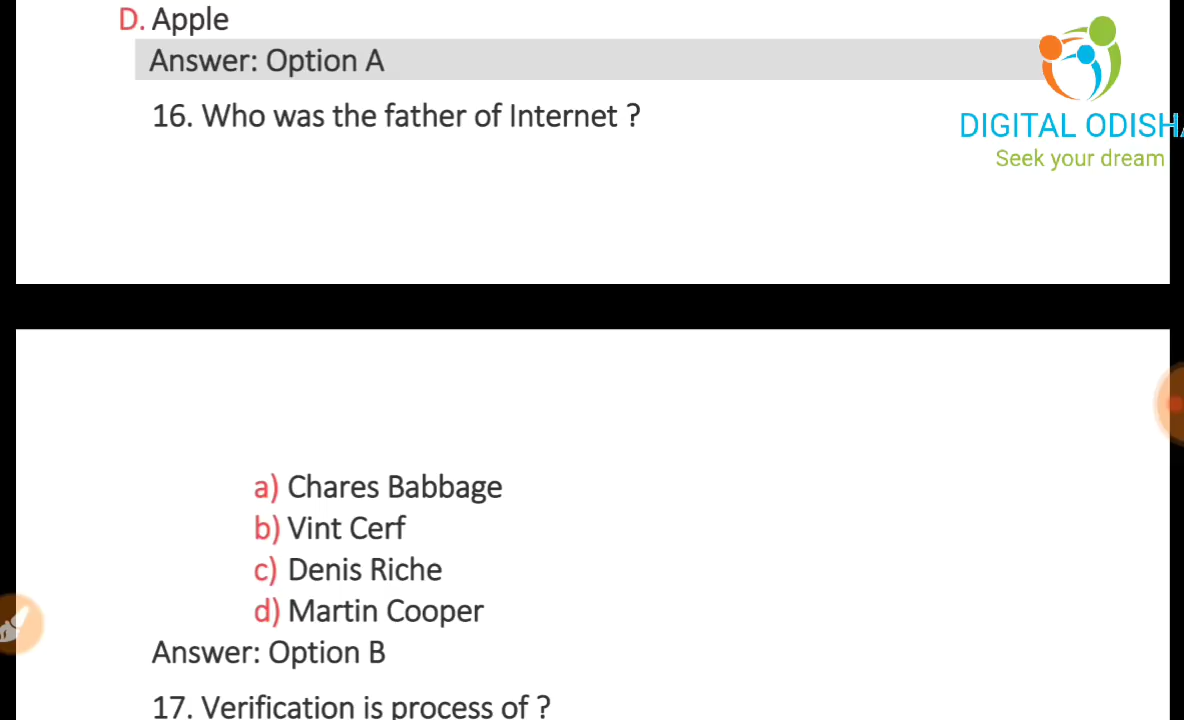 D. Apple
Answer: Option A
16. Who was the father of Internet ?
DIGITAL ODISHA
Seek your dream
a) Chares Babbage
b) Vint Cerf
c) Denis Riche
d) Martin Cooper
Answer: Option B
17. Verification is process of ?